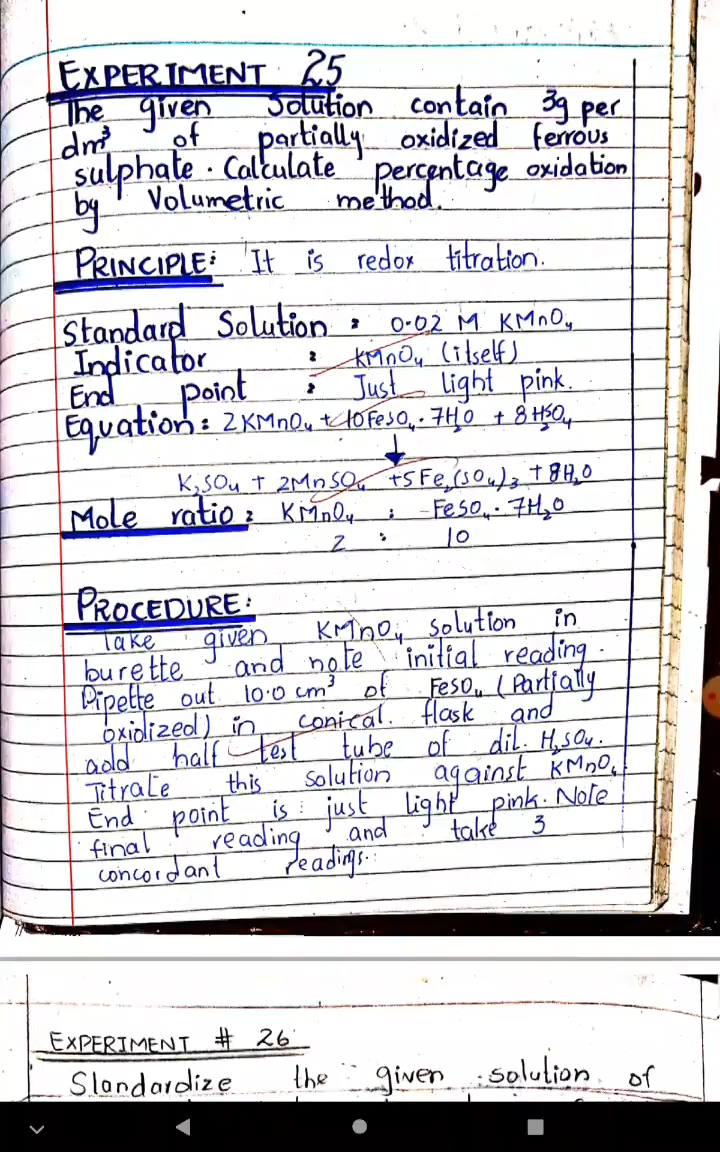 EXPERIMENT 25
The given Solution contain 3g per
dm³ of partially oxidized ferrous
sulphate. Calculate percentage oxidation
by Volumetric method.
PRINCIPLE: It is redox titration.
Standard Solution : 0.02 M KMnO₄
Indicator : KMnO₄ (itself)
End point : Just light pink.
Equation: 2KMnO₄ + 10FeSO₄·7H₂O + 8H₂SO₄
↓
K₂SO₄ + 2MnSO₄ + 5Fe₂(SO₄)₃ + 8H₂O
Mole ratio: KMnO₄ : FeSO₄·7H₂O
2 : 10
PROCEDURE:
Take given KMnO₄ solution in
burette and note initial reading.
Pipette out 10.0 cm³ of FeSO₄ (Partially
oxidized) in conical flask and
add half test tube of dil. H₂SO₄.
Titrate this solution against KMnO₄
End point is just light pink. Note
final reading and take 3
concordant readings.
EXPERIMENT # 26
Standardize the given solution of